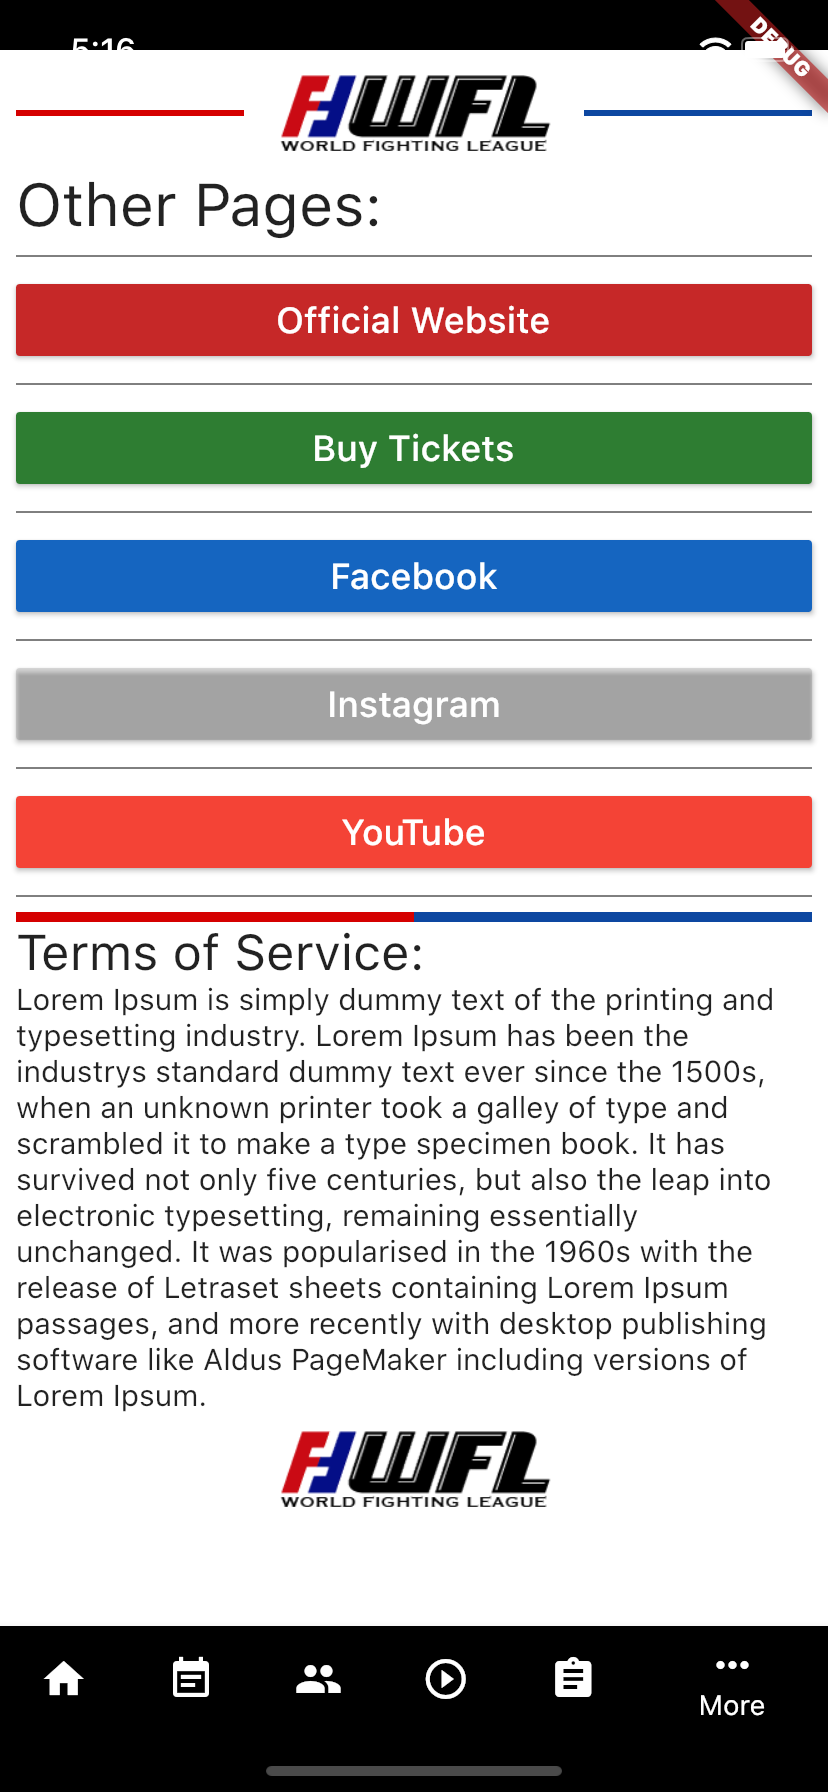 5:16
DEBUG
WFL
WORLD FIGHTING LEAGUE
Other Pages:
Official Website
Buy Tickets
Facebook
Instagram
YouTube
Terms of Service:
Lorem Ipsum is simply dummy text of the printing and
typesetting industry. Lorem Ipsum has been the
industrys standard dummy text ever since the 1500s,
when an unknown printer took a galley of type and
scrambled it to make a type specimen book. It has
survived not only five centuries, but also the leap into
electronic typesetting, remaining essentially
unchanged. It was popularised in the 1960s with the
release of Letraset sheets containing Lorem Ipsum
passages, and more recently with desktop publishing
software like Aldus PageMaker including versions of
Lorem Ipsum.
WFL
WORLD FIGHTING LEAGUE
More